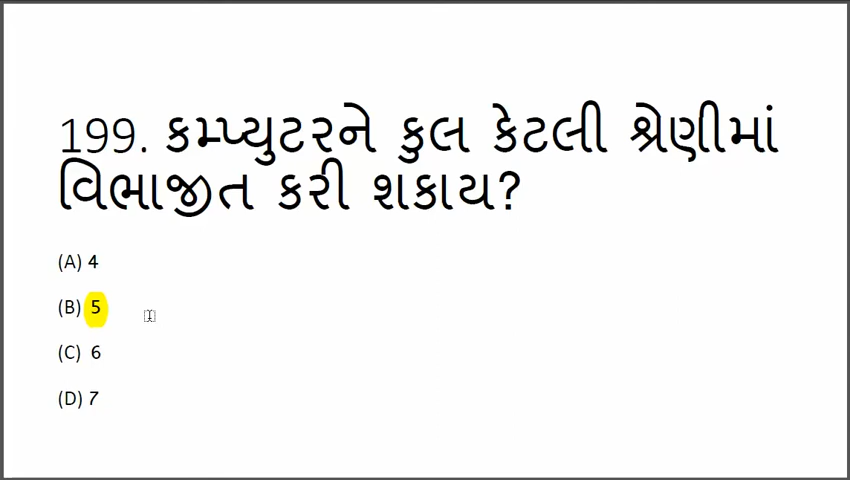 199. કમ્પ્યુટરને કુલ કેટલી શ્રેણીમાં
વિભાજીત કરી શકાય?
(A) 4
(B) 5
(C) 6
(D) 7